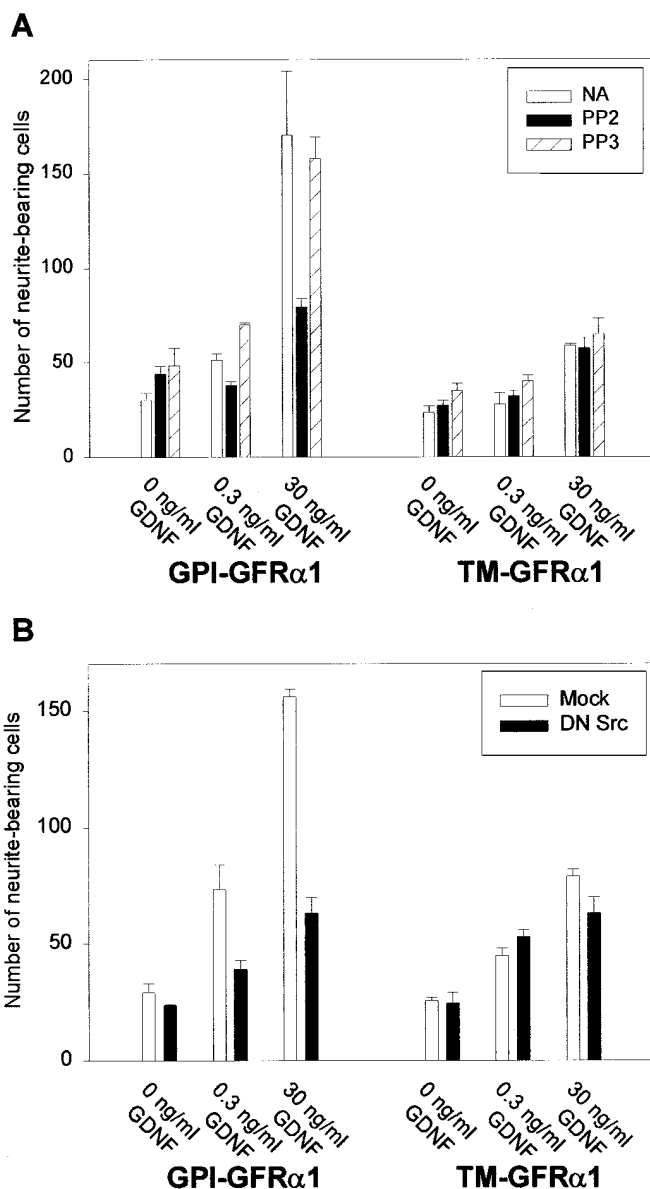 A
Number of neurite-bearing cells
200
150
100
50
0
NA
PP2
PP3
0 ng/ml
GDNF
0.3 ng/ml
GDNF
30 ng/ml
GDNF
0 ng/ml
GDNF
0.3 ng/ml
GDNF
30 ng/ml
GDNF
GPI-GFRα1
TM-GFRα1
B
Number of neurite-bearing cells
150
100
50
0
Mock
DN Src
0 ng/ml
GDNF
0.3 ng/ml
GDNF
30 ng/ml
GDNF
0 ng/ml
GDNF
0.3 ng/ml
GDNF
30 ng/ml
GDNF
GPI-GFRα1
TM-GFRα1